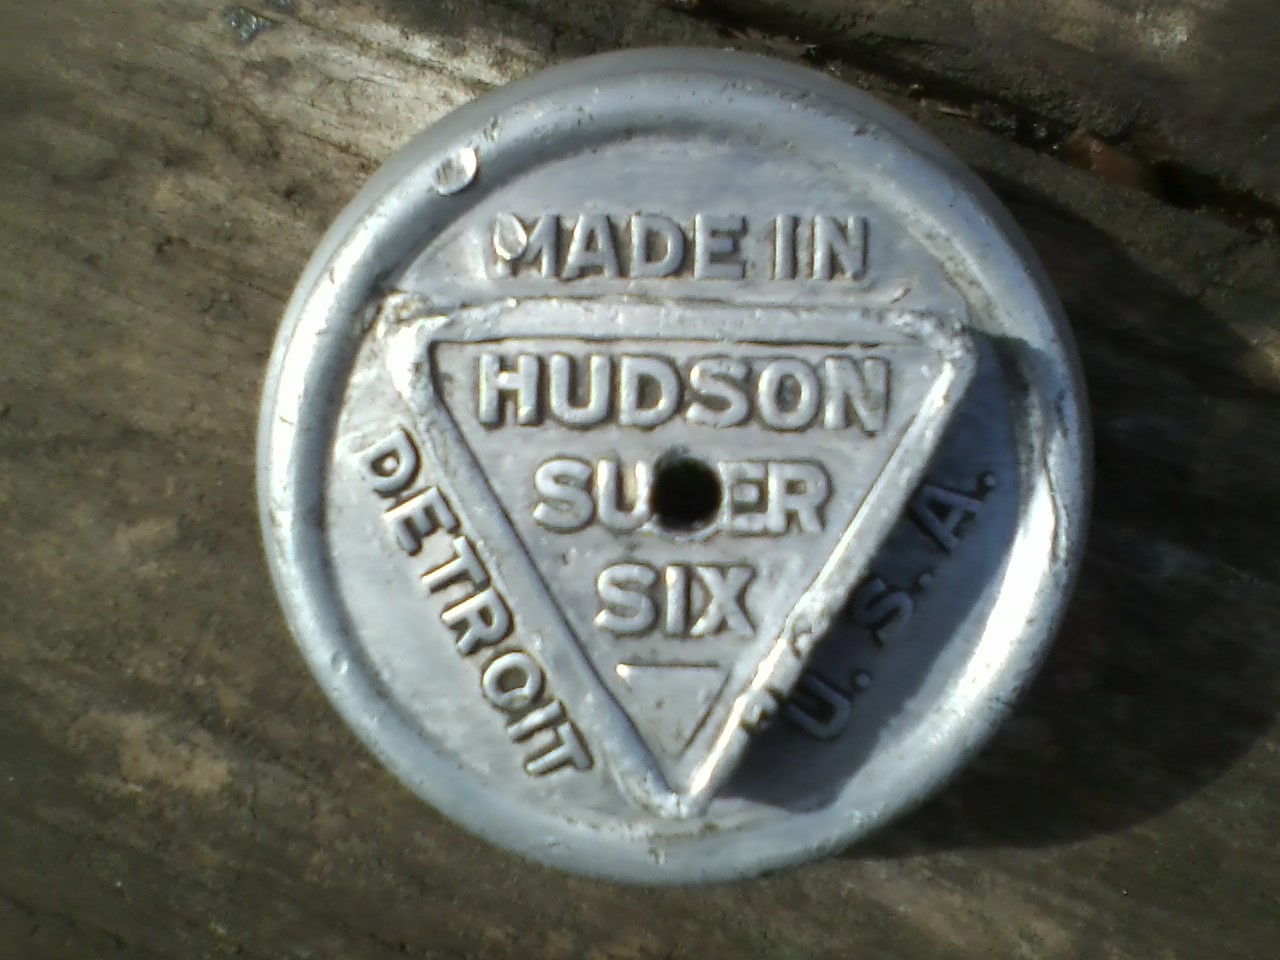 MADE IN
HUDSON
SUPER
SIX
DETROIT
U.S.A.